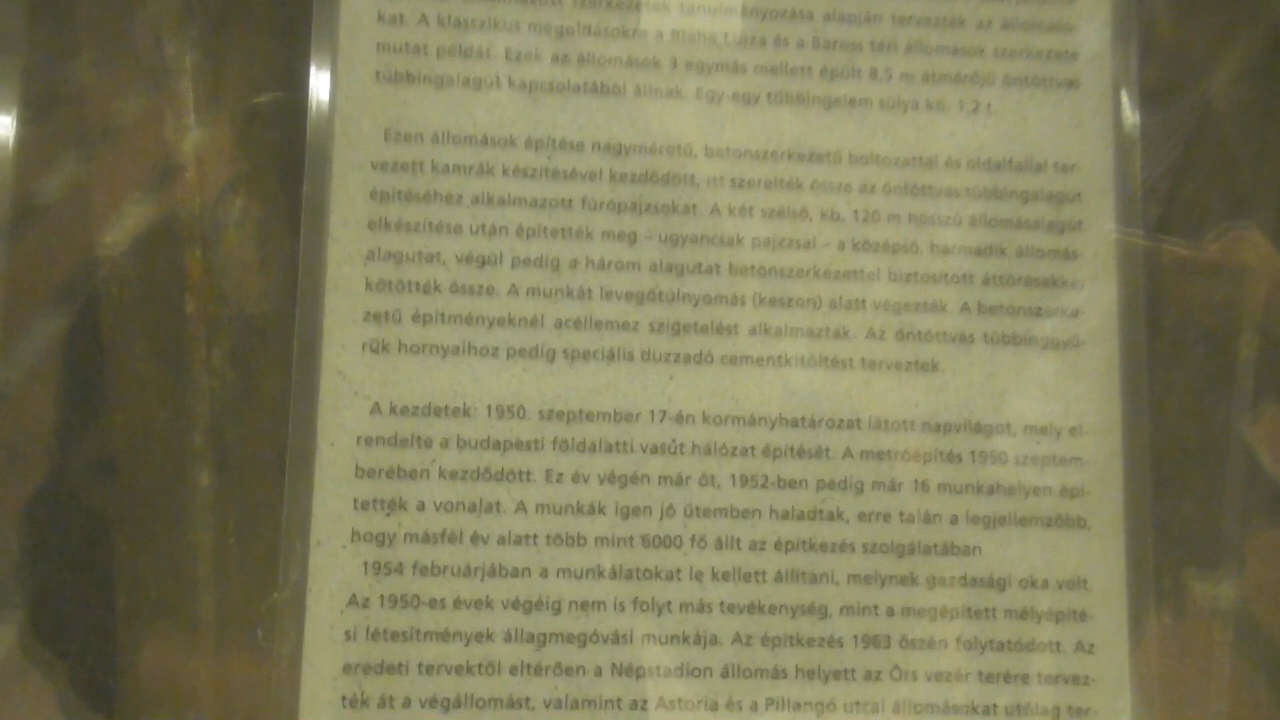 szerkezetek tanulmányozása alapján tervezték az állomáso-
kat. A klasszikus megoldásokra a Blaha Lujza és a Baross téri állomások szerkezete
mutat példát. Ezek az állomások 3 egymás mellett épült 8,5 m átmérőjű öntöttvas
tübbingalagút kapcsolatából állnak. Egy-egy tübbingelem súlya kb. 1,2 t.
Ezen állomások építése nagyméretű, betonszerkezetű boltozattal és oldalfallal ter-
vezett kamrák készítésével kezdődött, itt szerelték össze az öntöttvas tübbingalagút
építéséhez alkalmazott fúrópajzsokat. A két szélső, kb. 120 m hosszú állomásalagút
elkészítése után építették meg – ugyancsak pajzzsal – a középső, harmadik állomás-
alagutat, végül pedig a három alagutat betonszerkezettel biztosított áttörésekkel
kötötték össze. A munkát levegőtúlnyomás (keszon) alatt végezték. A betonszerke-
zetű építményeknél acéllemez szigetelést alkalmaztak. Az öntöttvas tübbinggyű-
rűk hornyaihoz pedig speciális duzzadó cementkitöltést terveztek.
A kezdetek: 1950. szeptember 17-én kormányhatározat látott napvilágot, mely el-
rendelte a budapesti földalatti vasút hálózat építését. A metróépítés 1950 szeptem-
berében kezdődött. Ez év végén már öt, 1952-ben pedig már 16 munkahelyen épí-
tették a vonalat. A munkák igen jó ütemben haladtak, erre talán a legjellemzőbb,
hogy másfél év alatt több mint 6000 fő állt az építkezés szolgálatában
1954 februárjában a munkálatokat le kellett állítani, melynek gazdasági oka volt.
Az 1950-es évek végéig nem is folyt más tevékenység, mint a megépített mélyépíté-
si létesítmények állagmegóvási munkája. Az építkezés 1963 őszén folytatódott. Az
eredeti tervektől eltérően a Népstadion állomás helyett az Örs vezér terére tervez-
ték át a végállomást, valamint az Astoria és a Pillangó utcai állomásokat utólag ter-